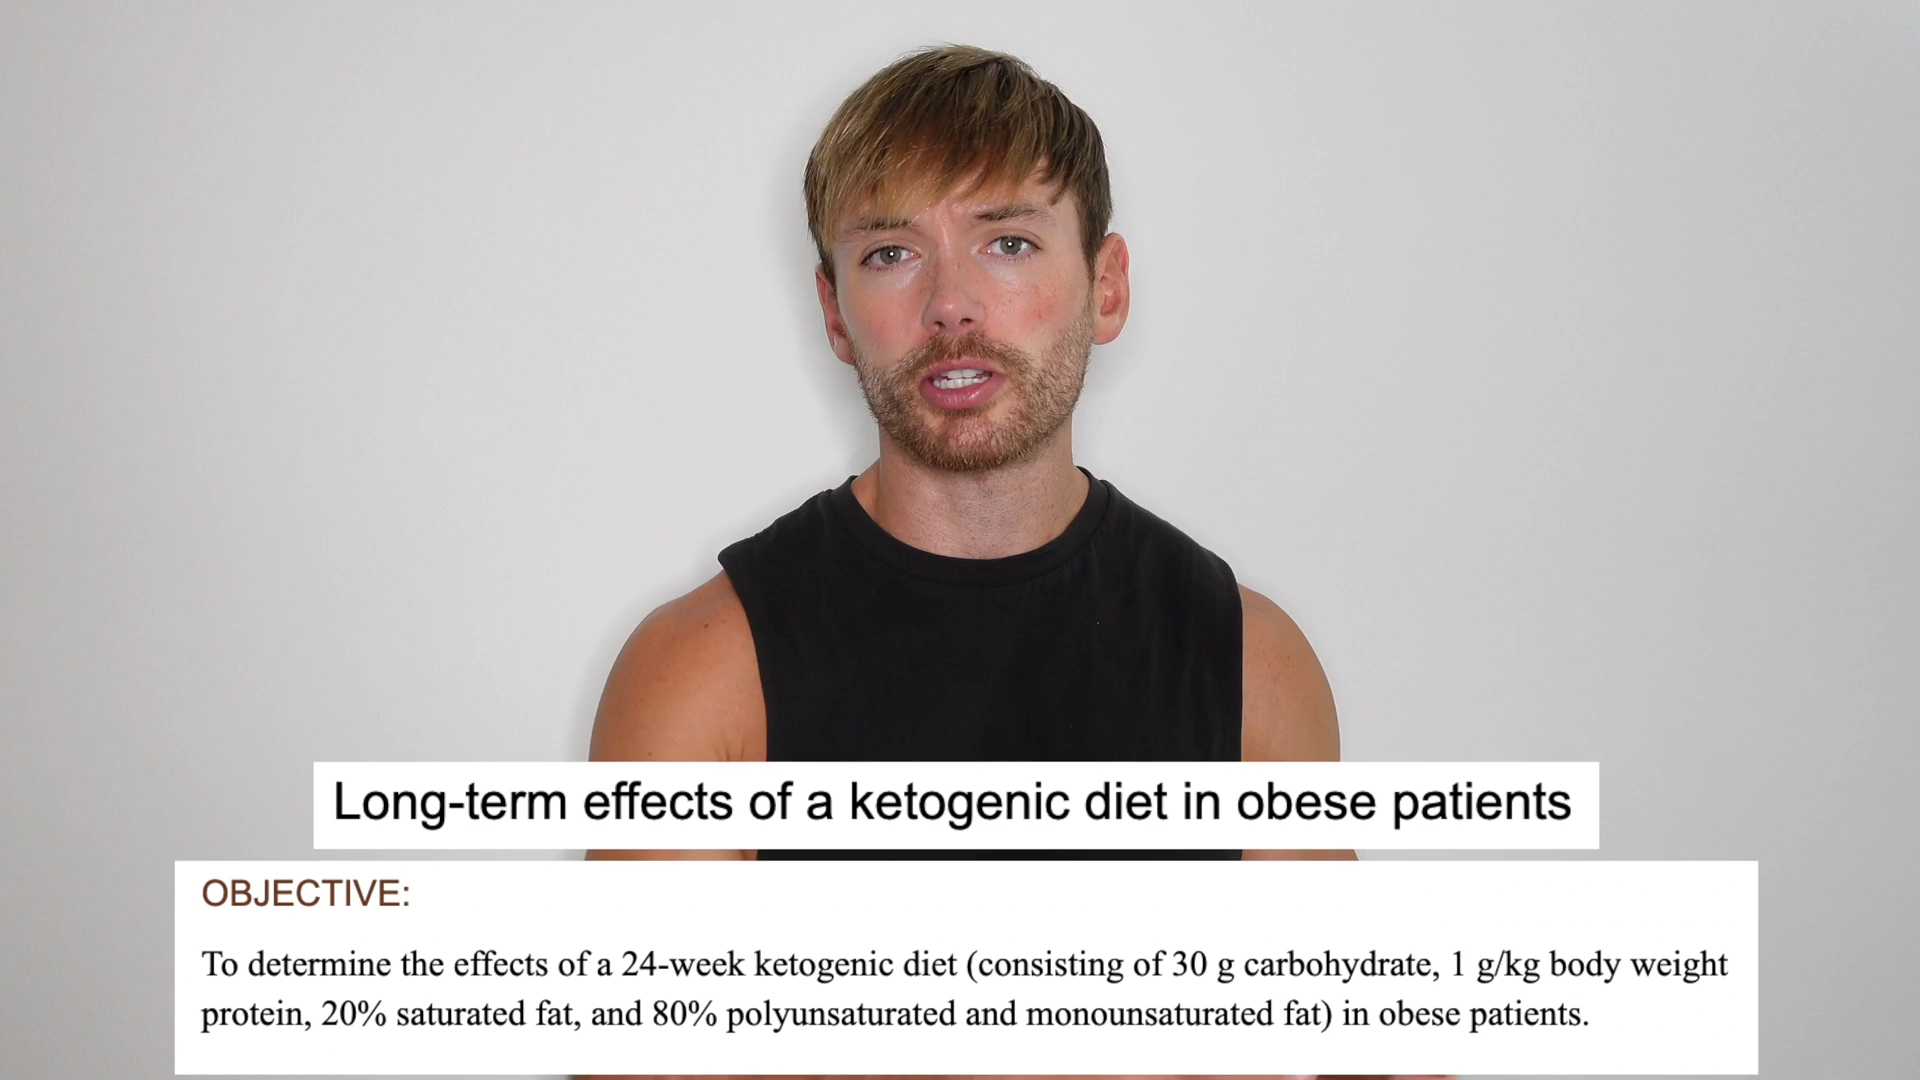 Long-term effects of a ketogenic diet in obese patients
OBJECTIVE:
To determine the effects of a 24-week ketogenic diet (consisting of 30 g carbohydrate, 1 g/kg body weight
protein, 20% saturated fat, and 80% polyunsaturated and monounsaturated fat) in obese patients.